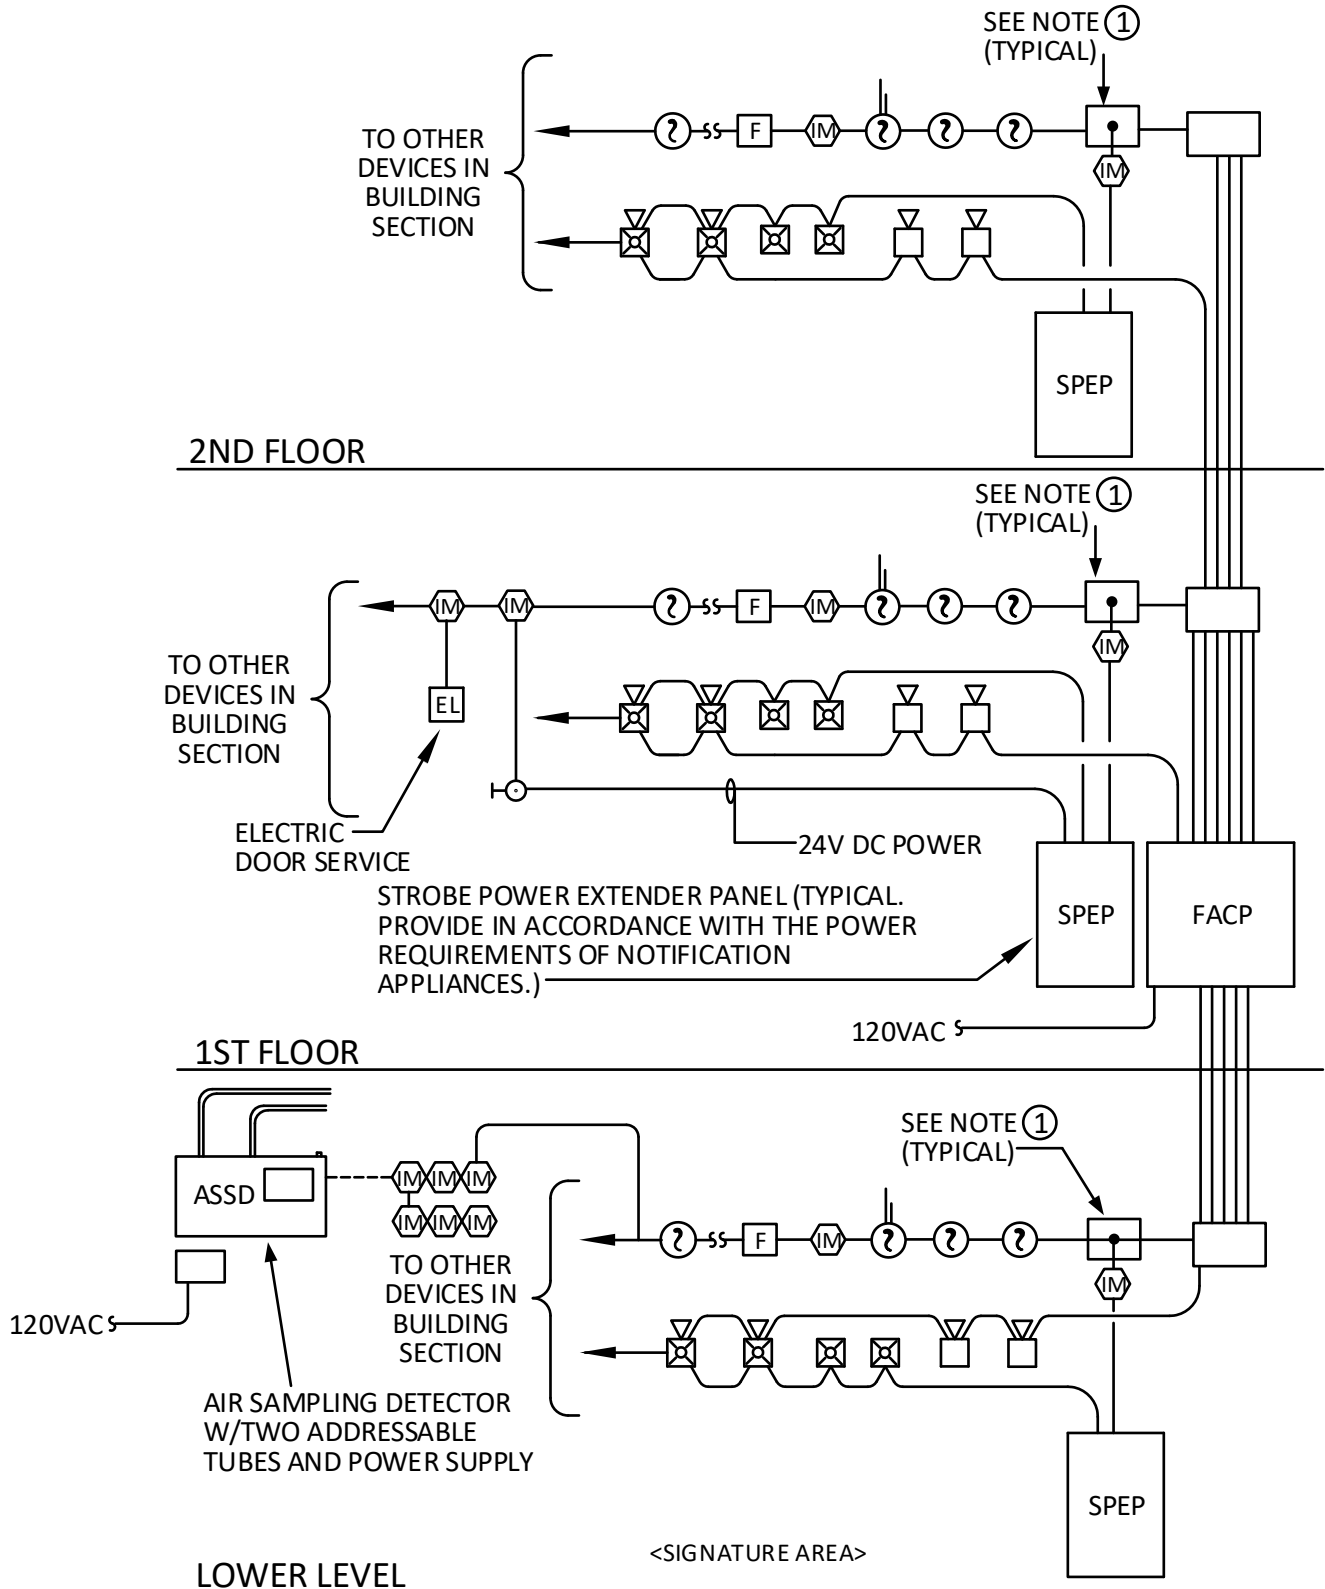 SEE NOTE 1
(TYPICAL)
TO OTHER
DEVICES IN
BUILDING
SECTION
F
IM
IM
SPEP
2ND FLOOR
SEE NOTE 1
(TYPICAL)
IM
IM
F
IM
IM
TO OTHER
DEVICES IN
BUILDING
SECTION
EL
ELECTRIC
DOOR SERVICE
24V DC POWER
STROBE POWER EXTENDER PANEL (TYPICAL.
PROVIDE IN ACCORDANCE WITH THE POWER
REQUIREMENTS OF NOTIFICATION
APPLIANCES.)
SPEP
FACP
120VAC
1ST FLOOR
SEE NOTE 1
(TYPICAL)
ASSD
IM IM IM
IM IM IM
F
IM
IM
TO OTHER
DEVICES IN
BUILDING
SECTION
120VAC
AIR SAMPLING DETECTOR
W/TWO ADDRESSABLE
TUBES AND POWER SUPPLY
SPEP
<SIGNATURE AREA>
LOWER LEVEL